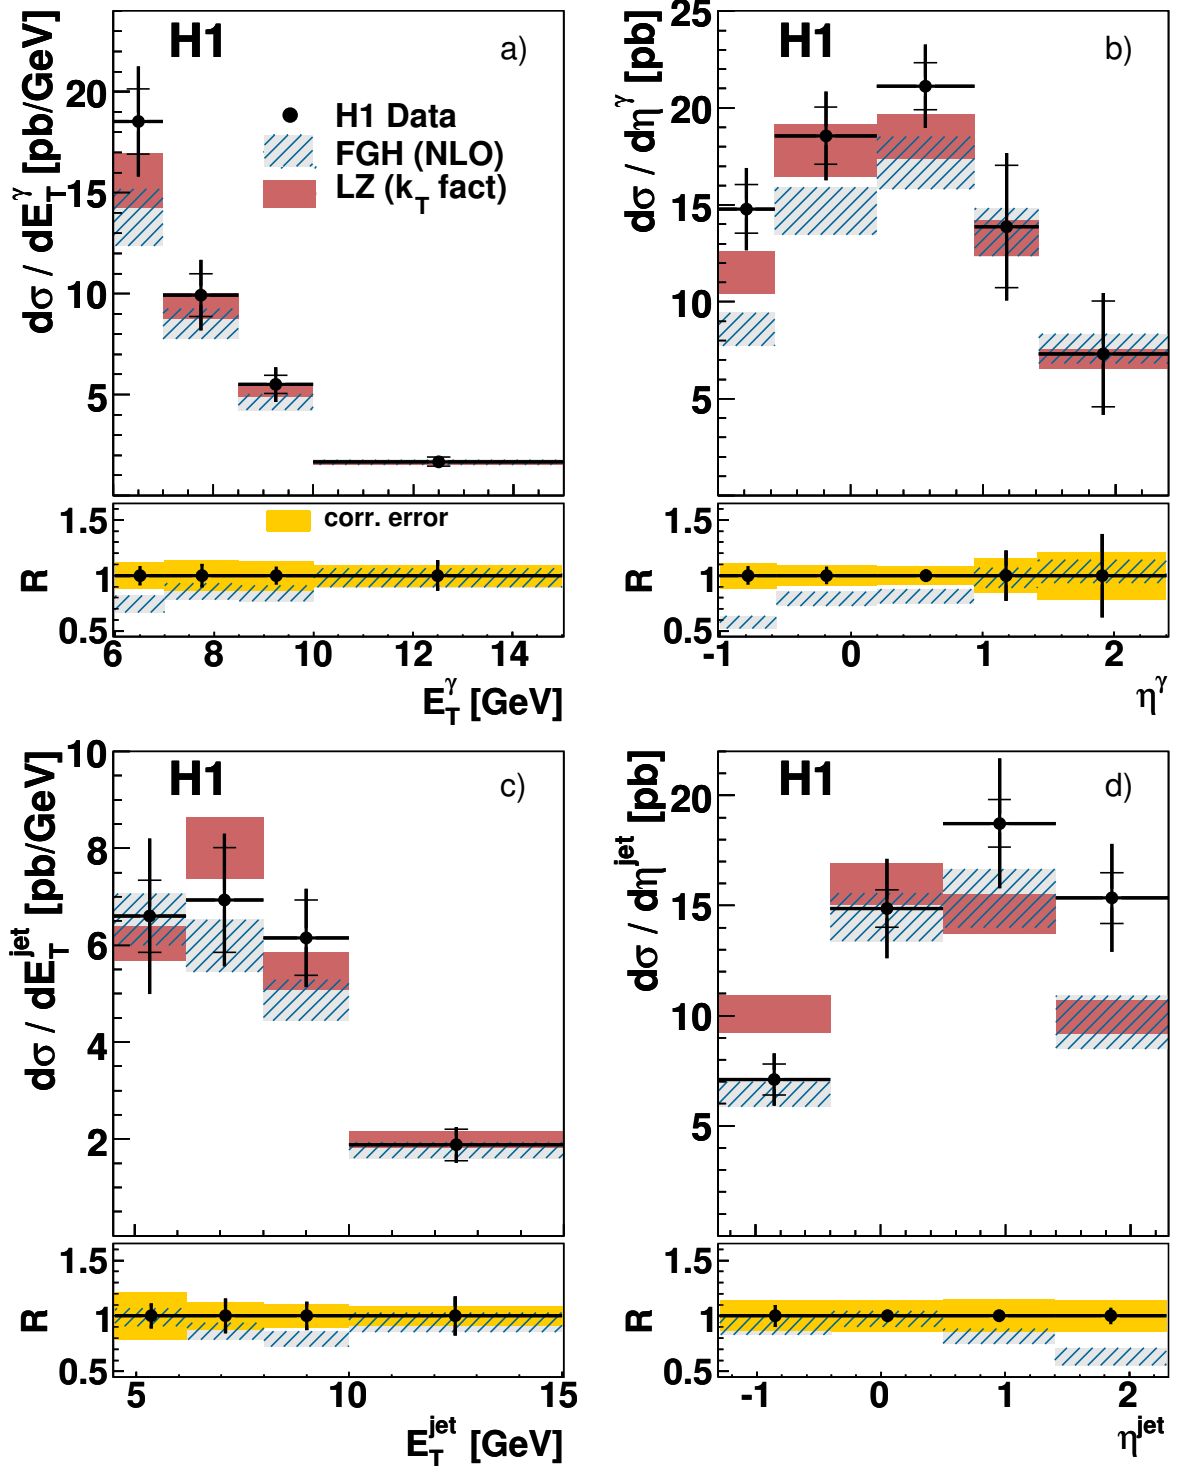 H1 a)
dσ / dE_T^γ [pb/GeV]
20
15
10
5
H1 Data
FGH (NLO)
LZ (k_T fact)
corr. error
R
1.5
1
0.5
6 8 10 12 14
E_T^γ [GeV]
H1 b)
dσ / dη^γ [pb]
25
20
15
10
5
R
1.5
1
0.5
-1 0 1 2
η^γ
H1 c)
dσ / dE_T^jet [pb/GeV]
10
8
6
4
2
R
1.5
1
0.5
5 10 15
E_T^jet [GeV]
H1 d)
dσ / dη^jet [pb]
20
15
10
5
R
1.5
1
0.5
-1 0 1 2
η^jet